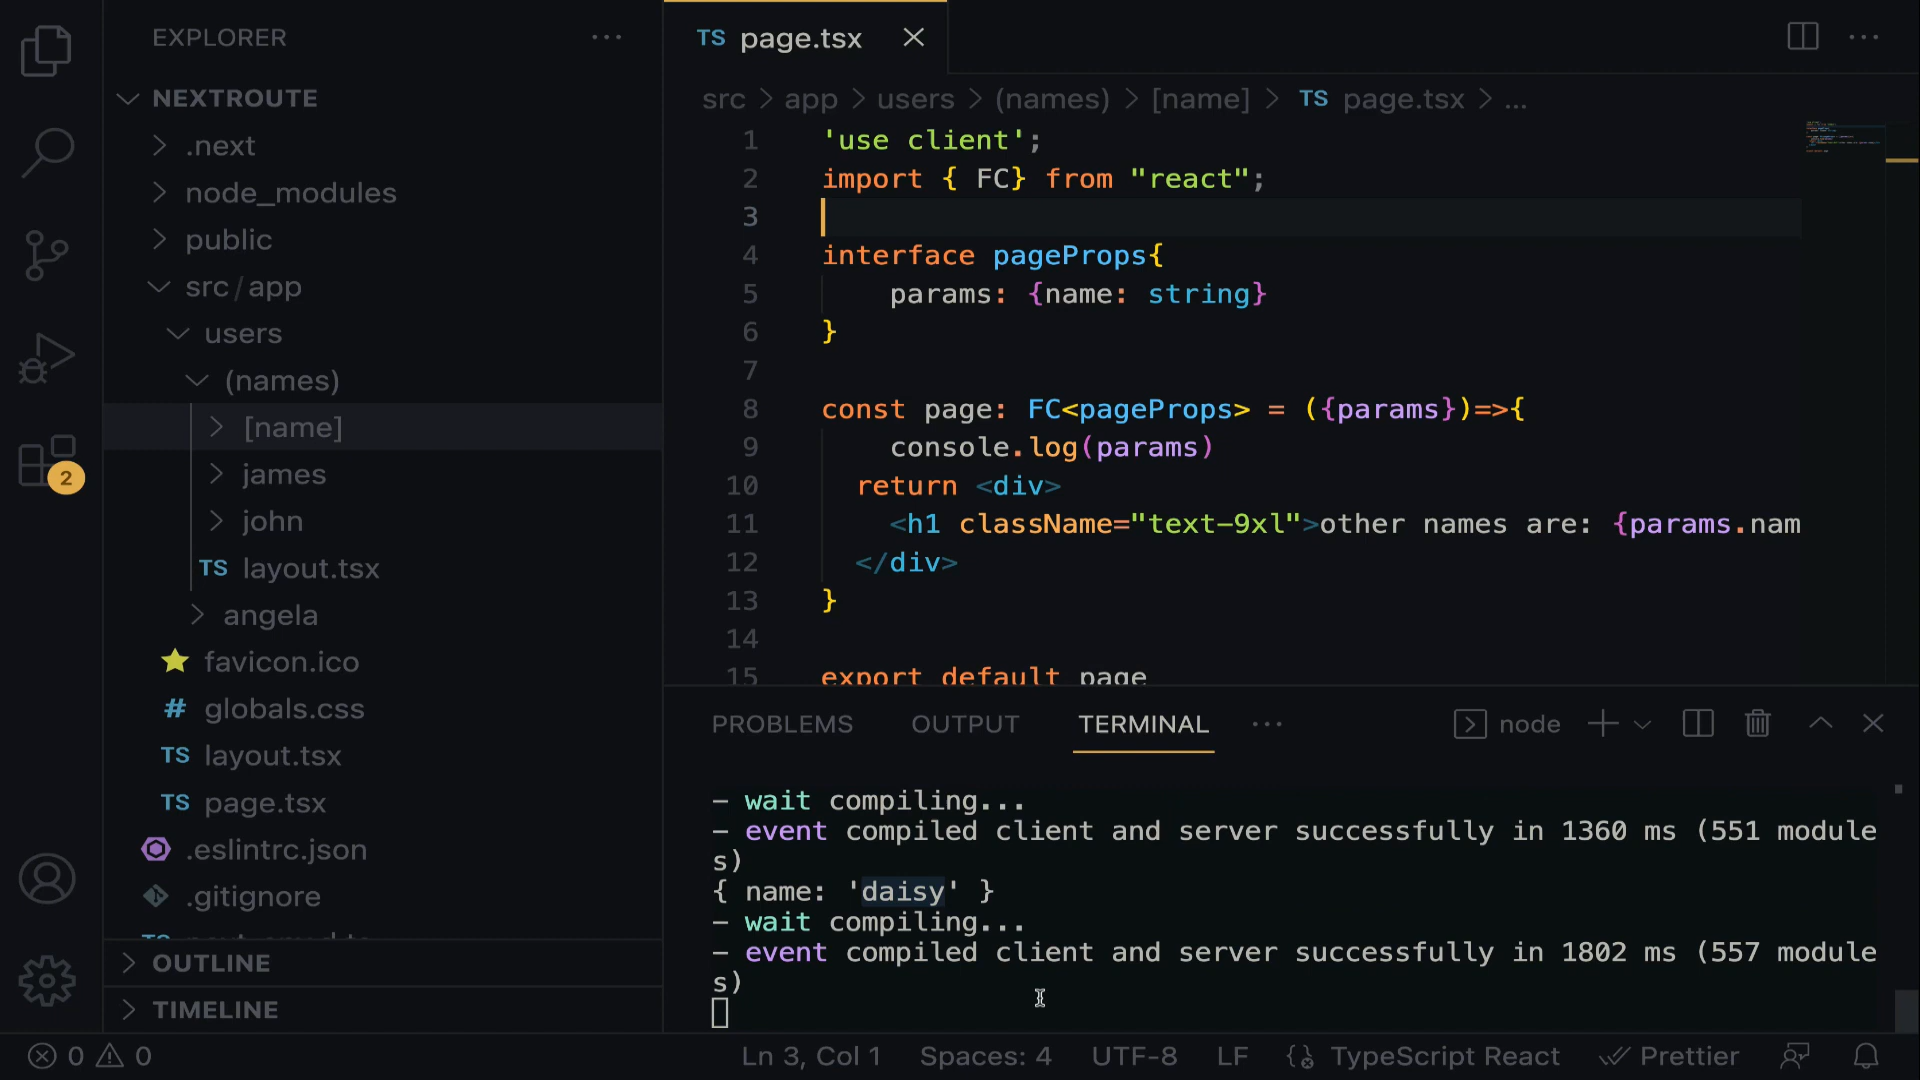 EXPLORER
NEXTROUTE
.next
node_modules
public
src/app
users
(names)
[name]
james
john
TS layout.tsx
angela
favicon.ico
# globals.css
TS layout.tsx
TS page.tsx
.eslintrc.json
.gitignore
OUTLINE
TIMELINE
2
TS page.tsx
src > app > users > (names) > [name] > TS page.tsx > ...
1 'use client';
2 import { FC} from "react";
3
4 interface pageProps{
5 params: {name: string}
6 }
7
8 const page: FC<pageProps> = ({params})=>{
9 console.log(params)
10 return <div>
11 <h1 className="text-9xl">other names are: {params.nam
12 </div>
13 }
14
15 export default page
PROBLEMS OUTPUT TERMINAL ... node
- wait compiling...
- event compiled client and server successfully in 1360 ms (551 module
s)
{ name: 'daisy' }
- wait compiling...
- event compiled client and server successfully in 1802 ms (557 module
s)
0 0 Ln 3, Col 1 Spaces: 4 UTF-8 LF TypeScript React Prettier